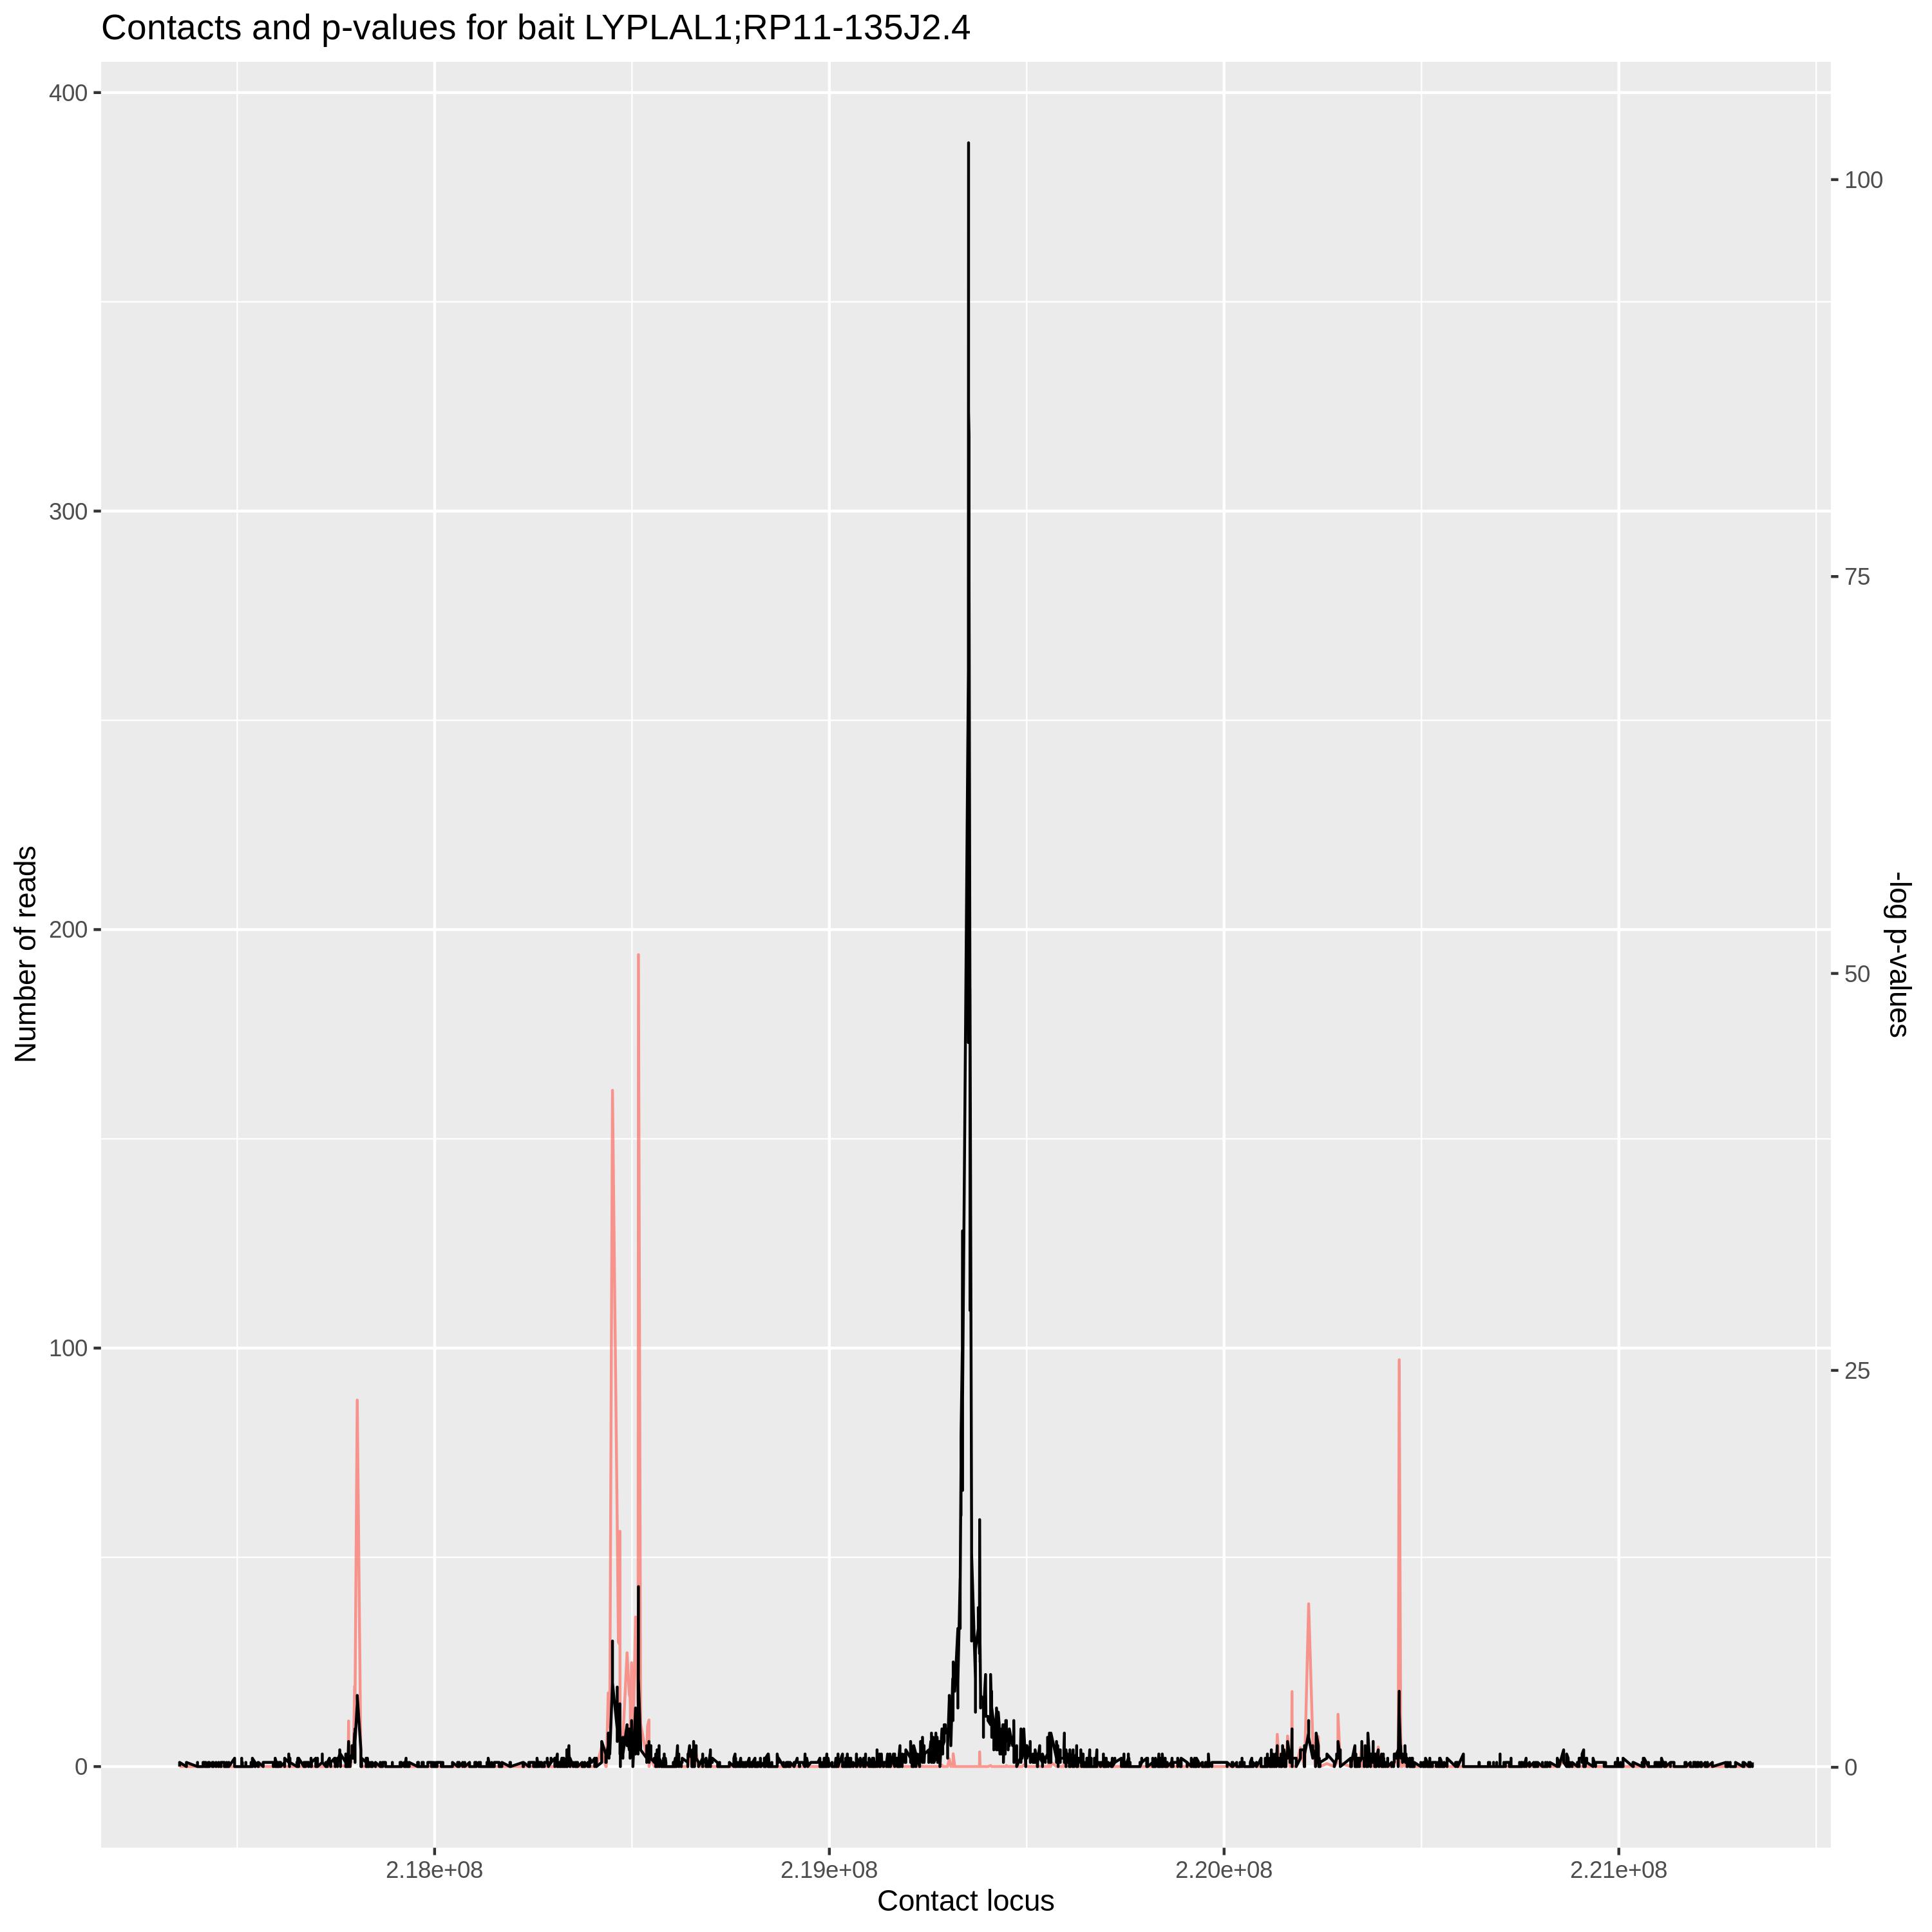 Contacts and p-values for bait LYPLAL1;RP11-135J2.4
400
300
200
100
0
Number of reads
100
75
50
25
0
-log p-values
2.18e+08
2.19e+08
2.20e+08
2.21e+08
Contact locus